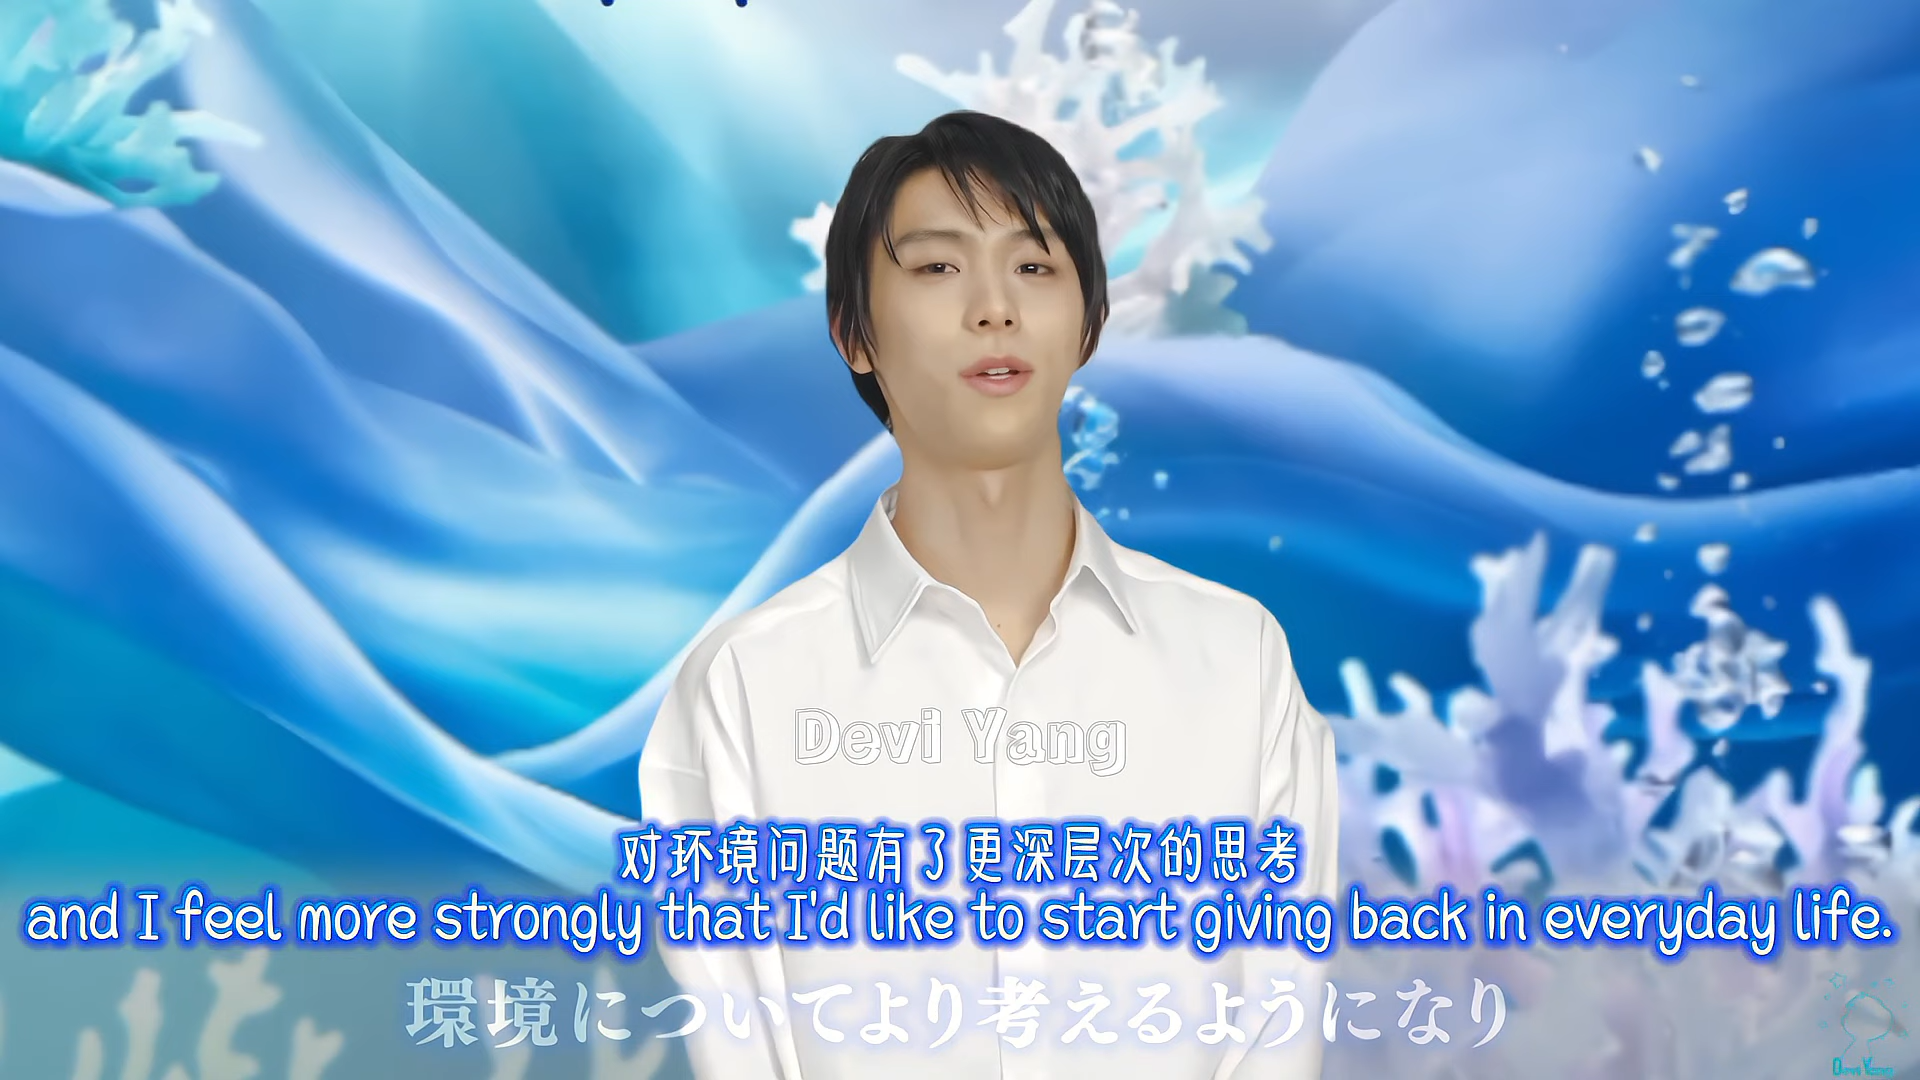 Devi Yang
对环境问题有了更深层次的思考
and I feel more strongly that I'd like to start giving back in everyday life.
環境についてより考えるようになり
Devi Yang